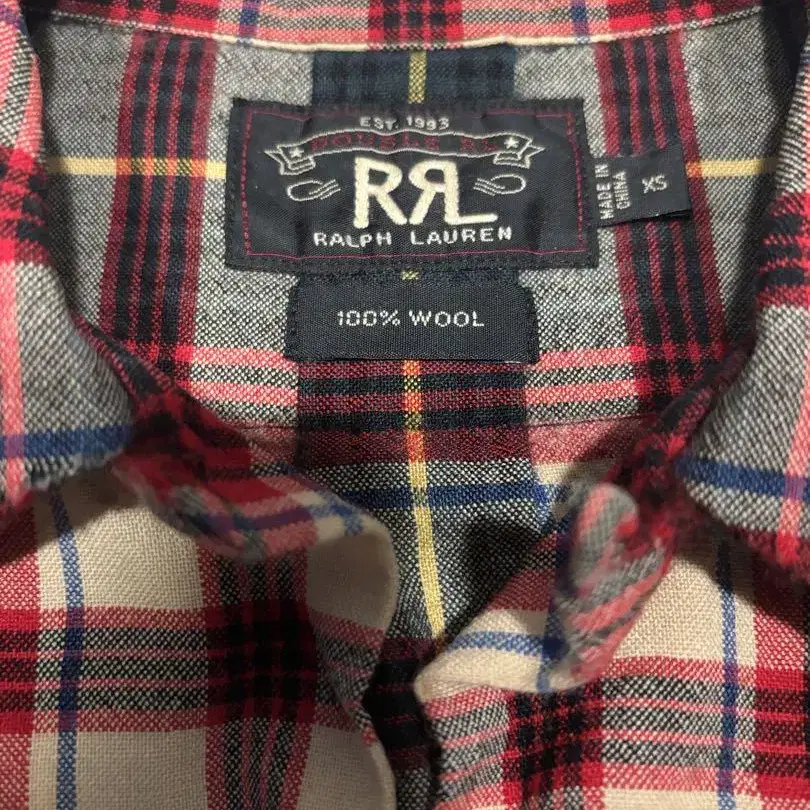 EST. 1993
DOUBLE RL
RRL
RALPH LAUREN
MADE IN
CHINA
XS
100% WOOL